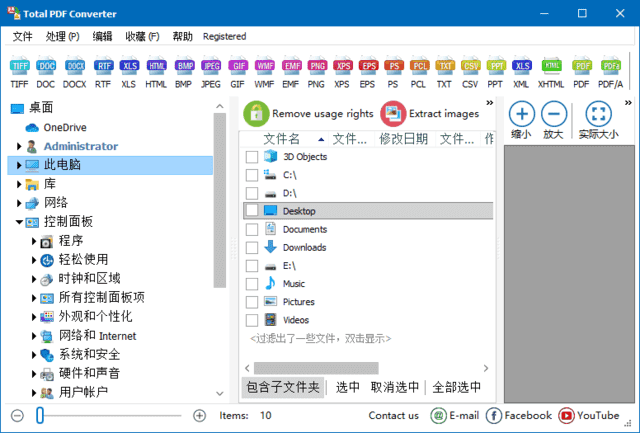 Total PDF Converter
文件 处理(P) 编辑 收藏(F) 帮助 Registered
TIFF DOC DOCX RTF XLS HTML BMP JPEG GIF WMF EMF PNG XPS EPS PS PCL TXT CSV PPT XLS XHTML PDF PDFa
TIFF DOC DOCX RTF XLS HTML BMP JPEG GIF WMF EMF PNG XPS EPS PS PCL TXT CSV PPT XML XHTML PDF PDF/A
桌面
OneDrive
Administrator
此电脑
库
网络
控制面板
程序
轻松使用
时钟和区域
所有控制面板项
外观和个性化
网络和 Internet
系统和安全
硬件和声音
用户帐户
Remove usage rights Extract images »
文件名 文件... 修改日期 文件...
3D Objects
C:\
D:\
Desktop
Documents
Downloads
E:\
Music
Pictures
Videos
<过滤出了一些文件，双击显示>
包含子文件夹 选中 取消选中 全部选中
»
缩小 放大 实际大小
Items: 10 Contact us E-mail Facebook YouTube